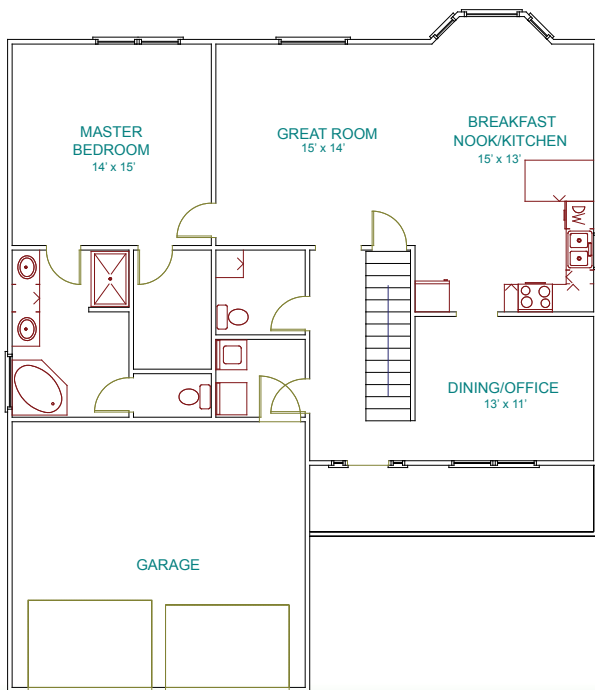 MASTER
BEDROOM
14' x 15'
GREAT ROOM
15' x 14'
BREAKFAST
NOOK/KITCHEN
15' x 13'
DW
DINING/OFFICE
13' x 11'
GARAGE